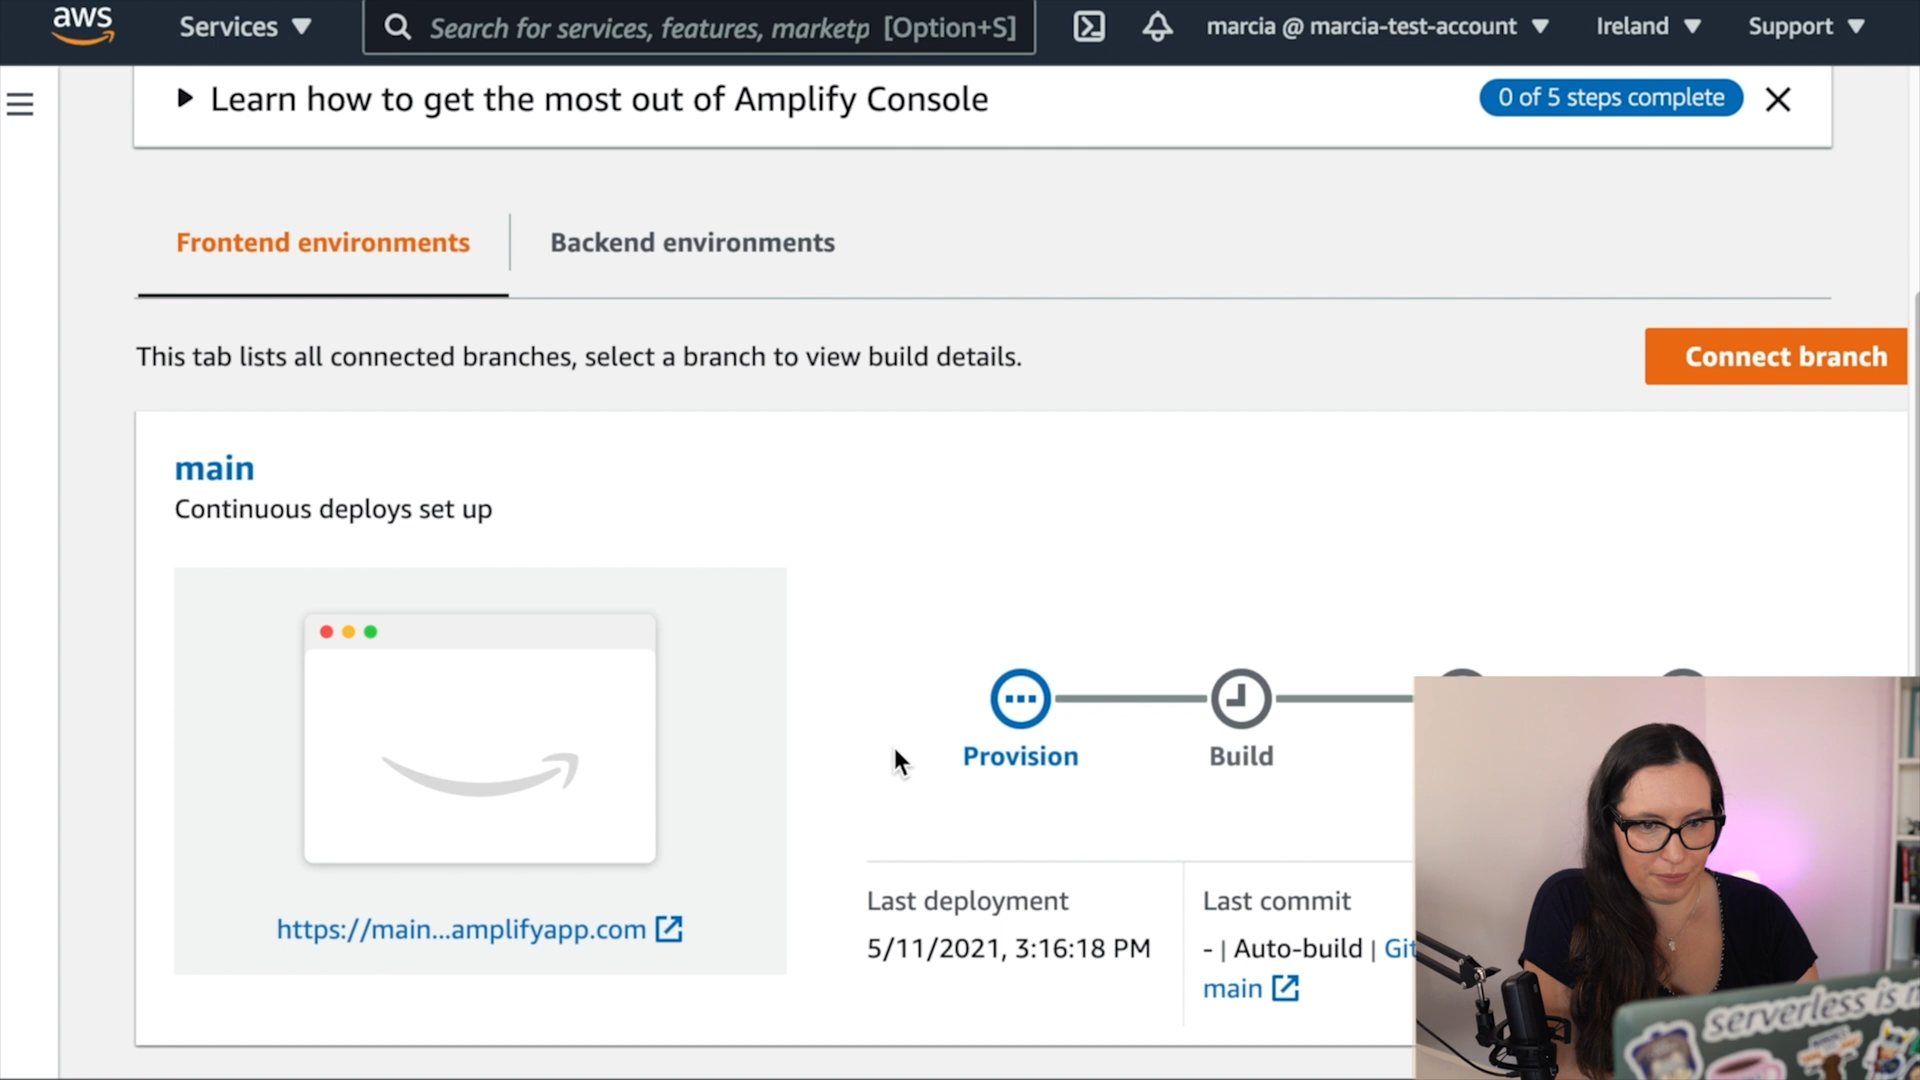 aws
Services
Search for services, features, marketp [Option+S]
marcia @ marcia-test-account
Ireland
Support
Learn how to get the most out of Amplify Console
0 of 5 steps complete
Frontend environments
Backend environments
This tab lists all connected branches, select a branch to view build details.
Connect branch
main
Continuous deploys set up
Provision
Build
https://main...amplifyapp.com
Last deployment
Last commit
5/11/2021, 3:16:18 PM
- | Auto-build | Git
main
serverless is